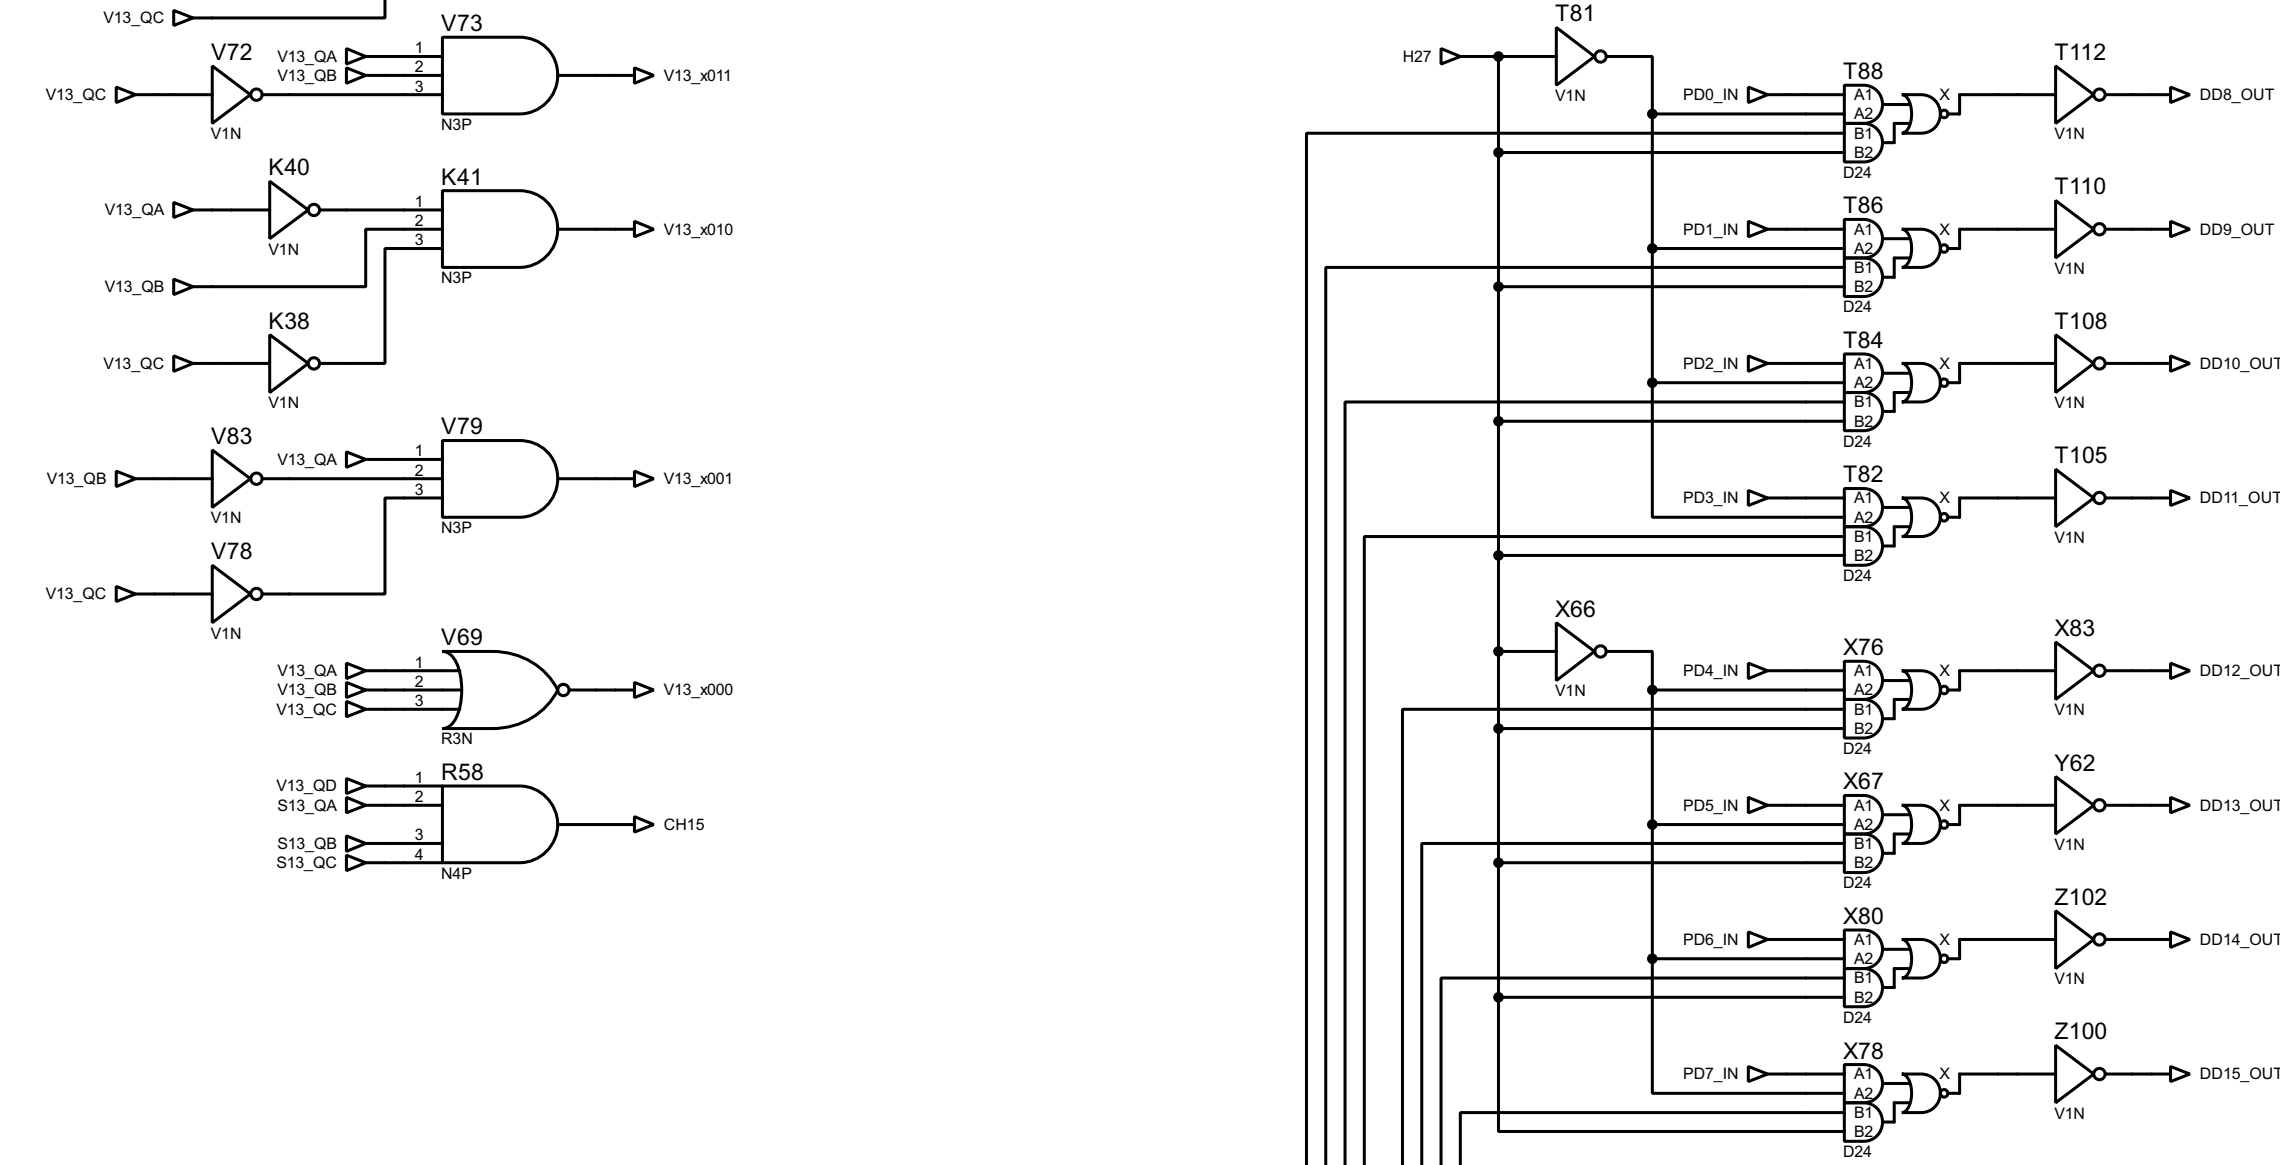 V13_QC
V73
V72
V13_QA 1
V13_QB 2
V13_QC 3
V13_x011
V1N
N3P
K40
K41
V13_QA 1
2
3
V13_x010
V1N
N3P
V13_QB
K38
V13_QC
V1N
V83
V79
V13_QA 1
V13_QB 2
3
V13_x001
V1N
N3P
V78
V13_QC
V1N
V69
V13_QA 1
V13_QB 2
V13_QC 3
V13_x000
R3N
R58
V13_QD 1
S13_QA 2
S13_QB 3
S13_QC 4
CH15
N4P
T81
H27
V1N
T88
T112
PD0_IN A1 X
A2
B1
B2
DD8_OUT
D24
V1N
T86
T110
PD1_IN A1 X
A2
B1
B2
DD9_OUT
D24
V1N
T84
T108
PD2_IN A1 X
A2
B1
B2
DD10_OUT
D24
V1N
T82
T105
PD3_IN A1 X
A2
B1
B2
DD11_OUT
D24
V1N
X66
V1N
X76
X83
PD4_IN A1 X
A2
B1
B2
DD12_OUT
D24
V1N
X67
Y62
PD5_IN A1 X
A2
B1
B2
DD13_OUT
D24
V1N
X80
Z102
PD6_IN A1 X
A2
B1
B2
DD14_OUT
D24
V1N
X78
Z100
PD7_IN A1 X
A2
B1
B2
DD15_OUT
D24
V1N